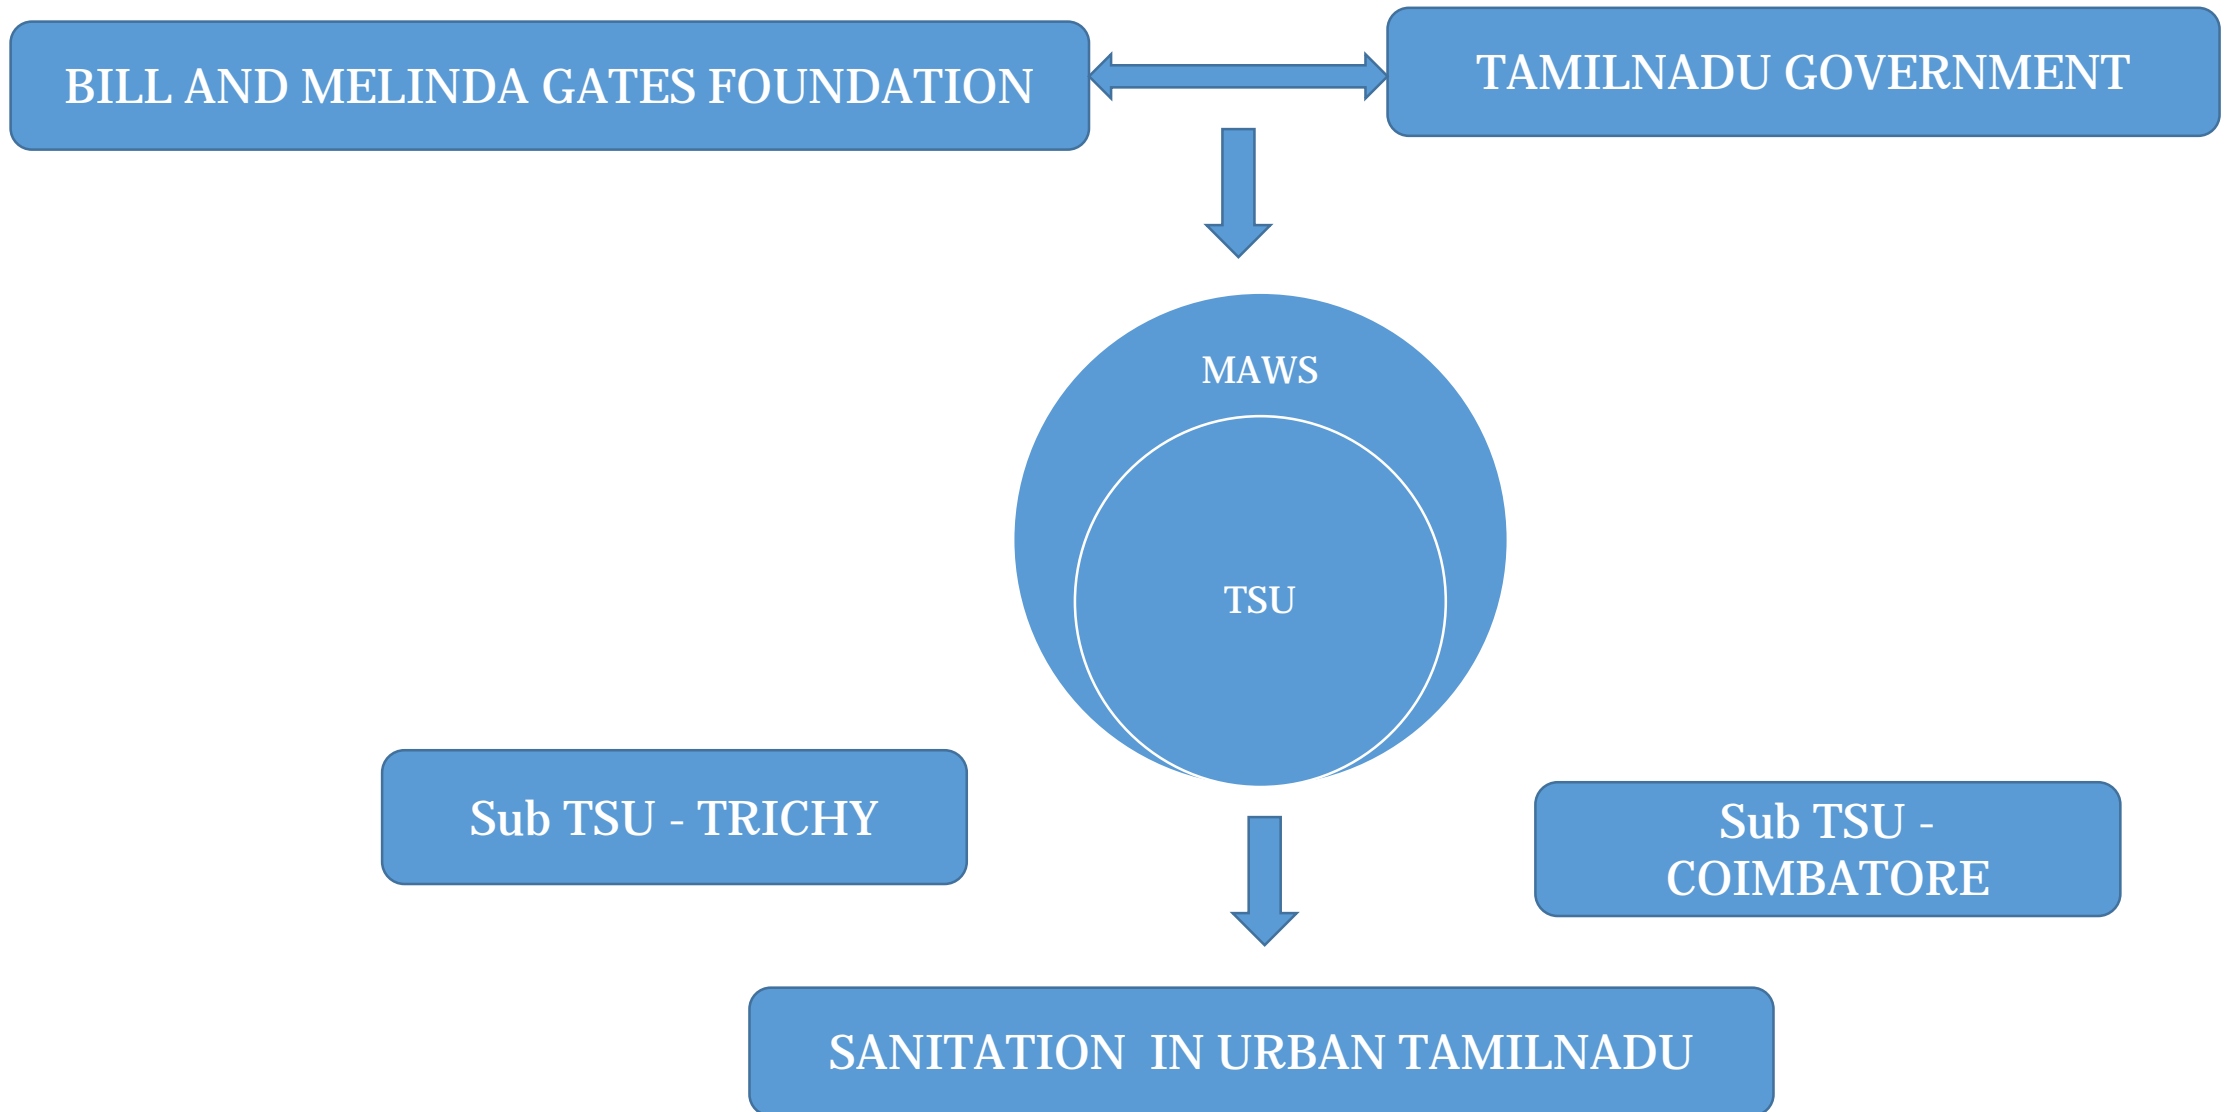 BILL AND MELINDA GATES FOUNDATION
TAMILNADU GOVERNMENT
MAWS
TSU
Sub TSU - TRICHY
Sub TSU -
COIMBATORE
SANITATION  IN URBAN TAMILNADU